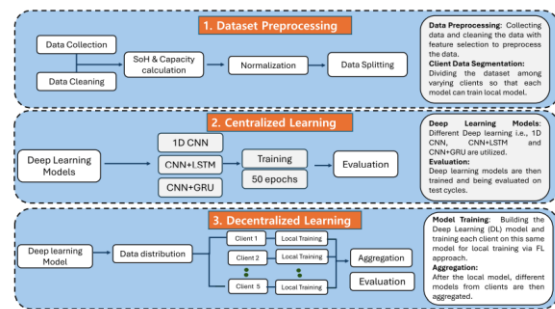 1. Dataset Preprocessing
Data Collection
Data Cleaning
SoH & Capacity
calculation
Normalization
Data Splitting
Data Preprocessing: Collecting
data and cleaning the data with
feature selection to preprocess
the data.
Client Data Segmentation:
Dividing the dataset among
varying clients so that each
model can train local model.
2. Centralized Learning
Deep Learning
Models
1D CNN
CNN+LSTM
CNN+GRU
Training
50 epochs
Evaluation
Deep Learning Models:
Different Deep learning i.e., 1D
CNN, CNN+LSTM and
CNN+GRU are utilized.
Evaluation:
Deep learning models are then
trained and being evaluated on
test cycles.
3. Decentralized Learning
Deep learning
Model
Data distribution
Client 1
Local Training
Client 2
Local Training
Client 5
Local Training
Aggregation
Evaluation
Model Training: Building the
Deep Learning (DL) model and
training each client on this same
model for local training via FL
approach.
Aggregation:
After the local model, different
models from clients are then
aggregated.